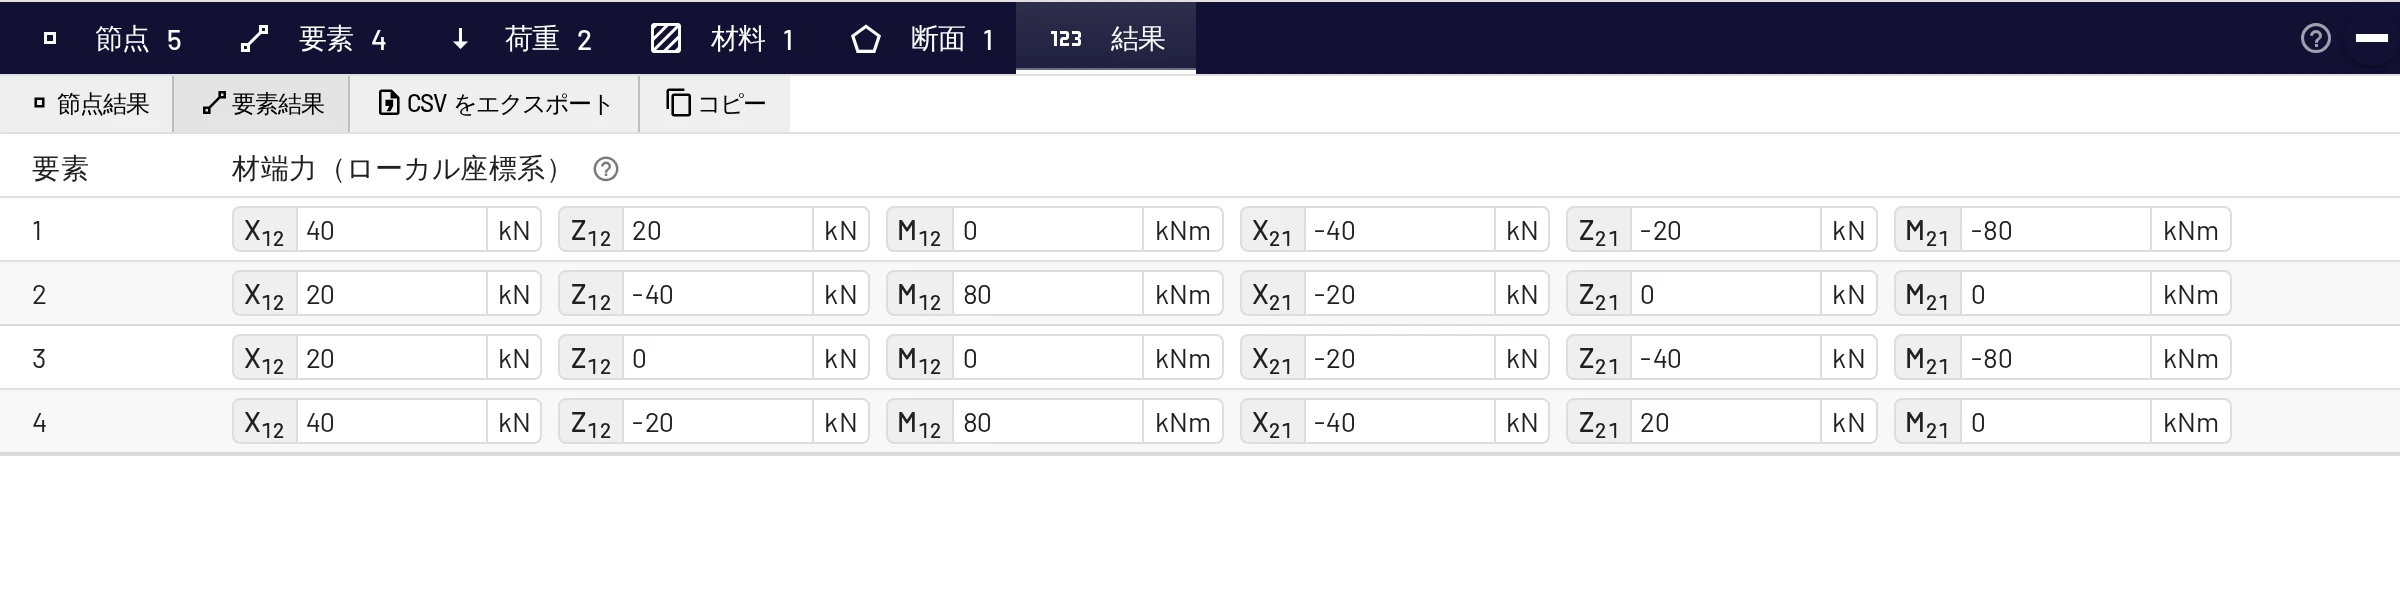 節点 5 要素 4 荷重 2 材料 1 断面 1 123 結果
節点結果 要素結果 CSV をエクスポート コピー
要素 材端力（ローカル座標系）
1 X12 40 kN Z12 20 kN M12 0 kNm X21 -40 kN Z21 -20 kN M21 -80 kNm
2 X12 20 kN Z12 -40 kN M12 80 kNm X21 -20 kN Z21 0 kN M21 0 kNm
3 X12 20 kN Z12 0 kN M12 0 kNm X21 -20 kN Z21 -40 kN M21 -80 kNm
4 X12 40 kN Z12 -20 kN M12 80 kNm X21 -40 kN Z21 20 kN M21 0 kNm